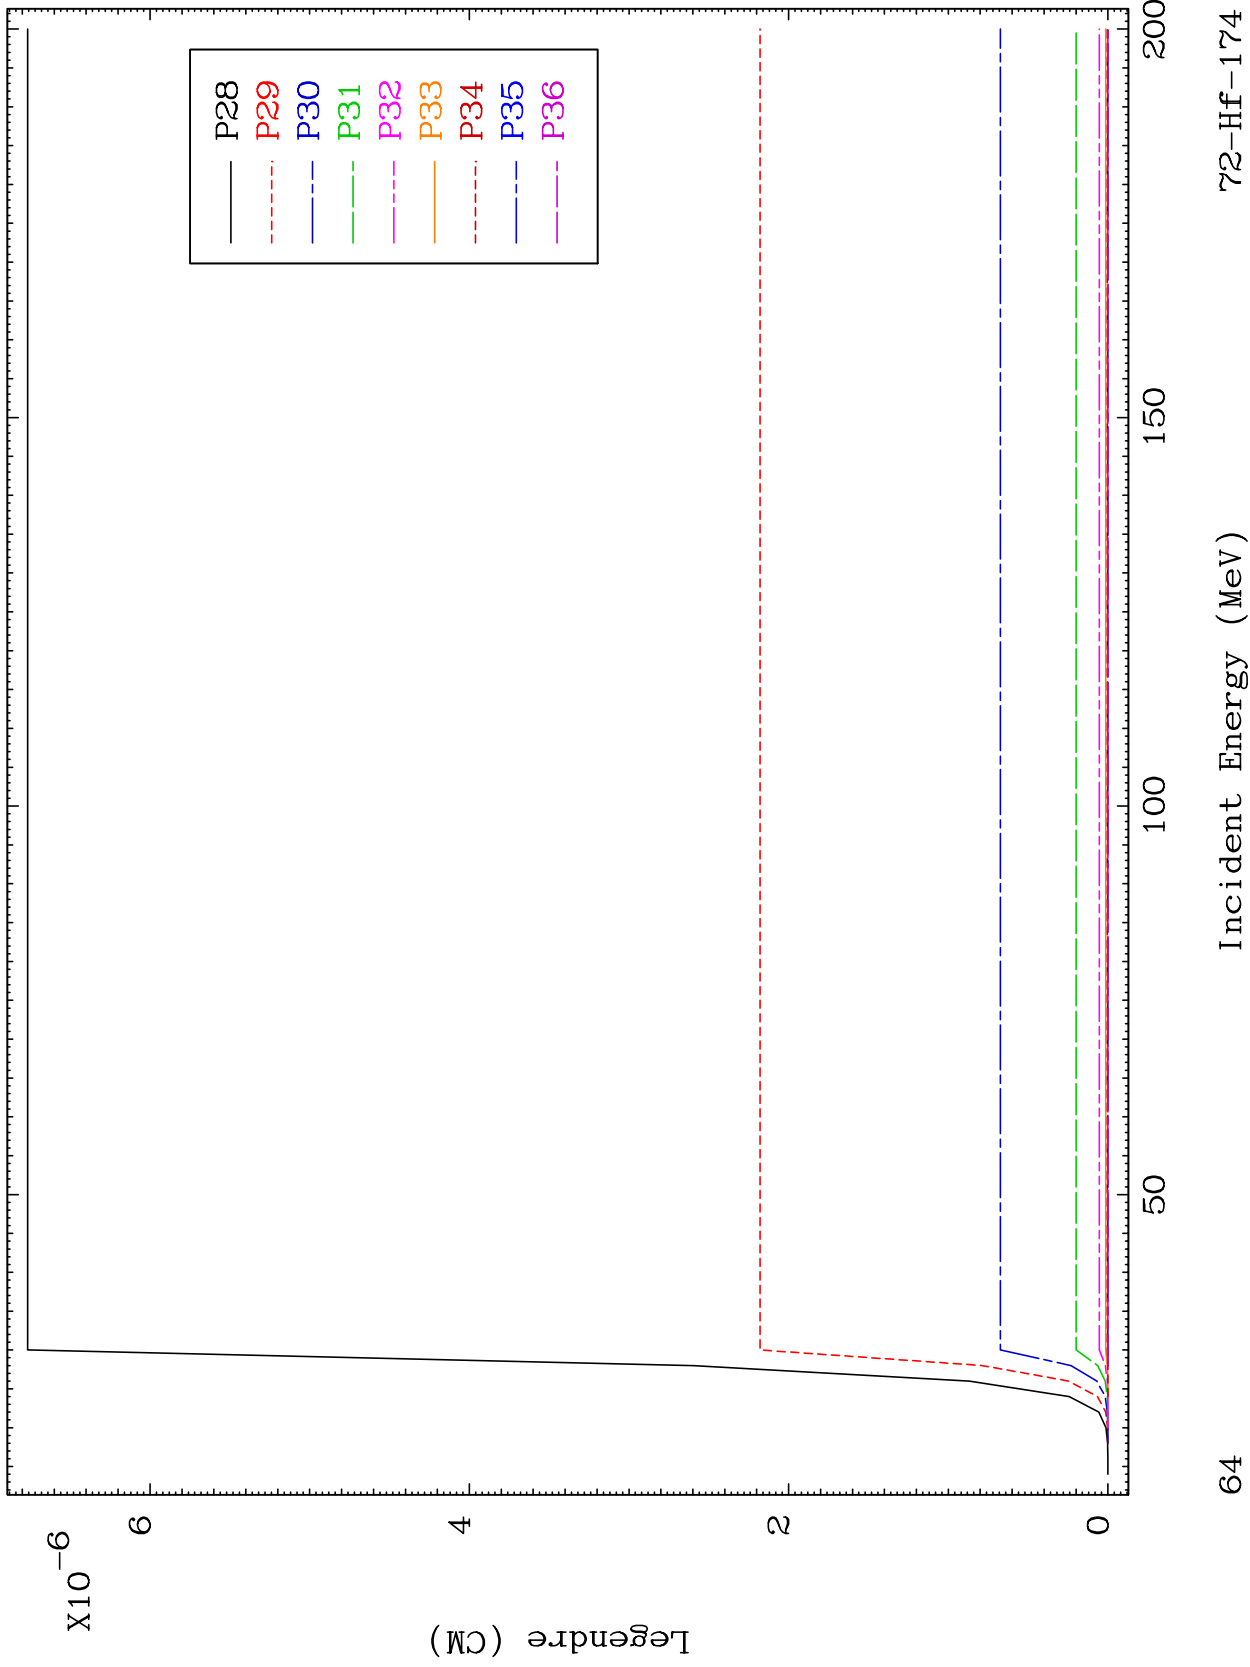 X10-6
6
4
2
0
Legendre (CM)
P28
P29
P30
P31
P32
P33
P34
P35
P36
50
100
150
200
Incident Energy (MeV)
64
72-Hf-174